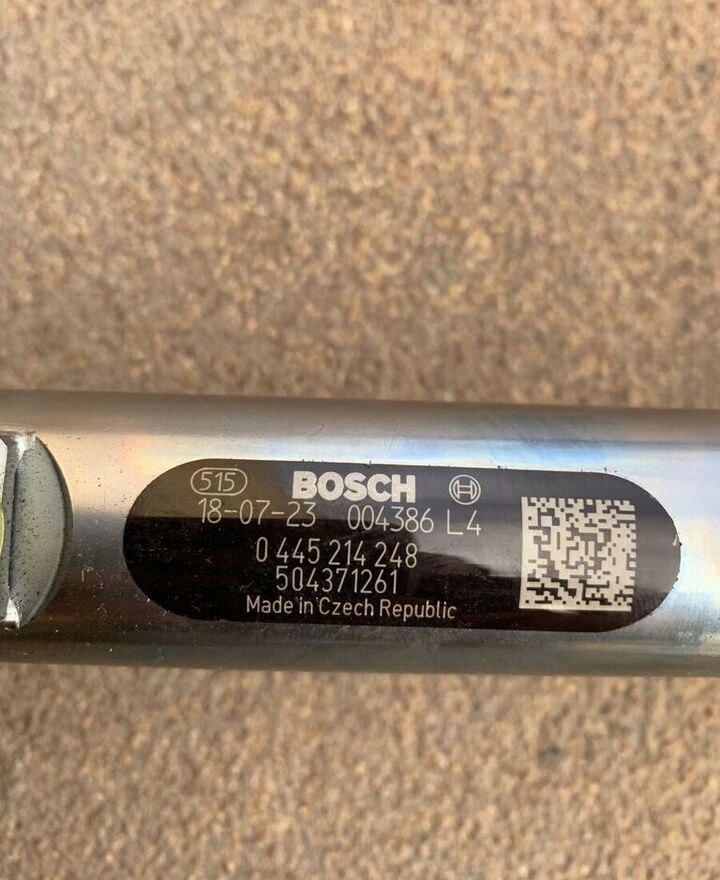 515 BOSCH
18-07-23 004386 L4
0 445 214 248
504371261
Made in Czech Republic